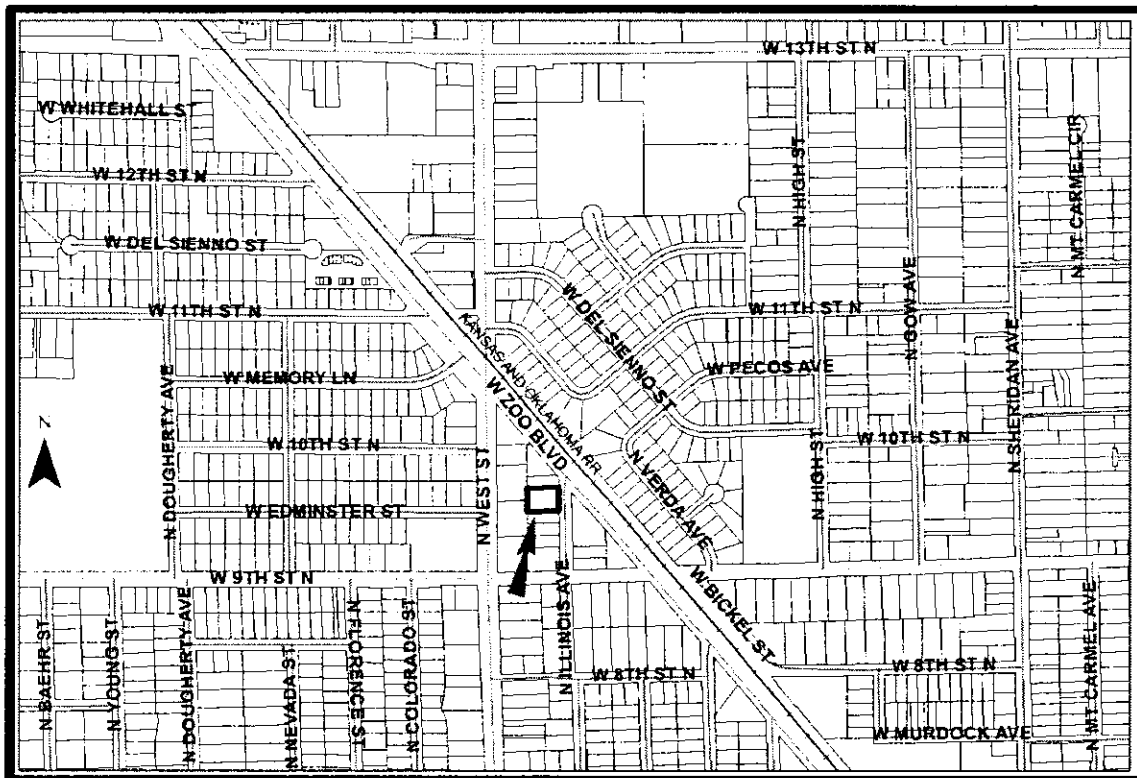 W 13TH ST N
W WHITEHALL ST
N MT CARMEL CIR
N HIGH ST
W 12TH ST N
W DEL SIENNO ST
W DEL SIENNO ST
W 11TH ST N
W 11TH ST N
N GOW AVE
N SHERIDAN AVE
KANSAS AND OKLAHOMA RR
W PECOS AVE
W MEMORY LN
N DOUGHERTY AVE
W ZOO BLVD
Z
W 10TH ST N
W 10TH ST N
N WEST ST
N HIGH ST
N VERDA AVE
W EDMINSTER ST
W 9TH ST N
W BICKEL ST
N ILLINOIS AVE
N BAEHR ST
N YOUNG ST
N DOUGHERTY AVE
N NEVADA ST
N FLORENCE ST
N COLORADO ST
W 8TH ST N
W 8TH ST N
N MT CARMEL AVE
W MURDOCK AVE